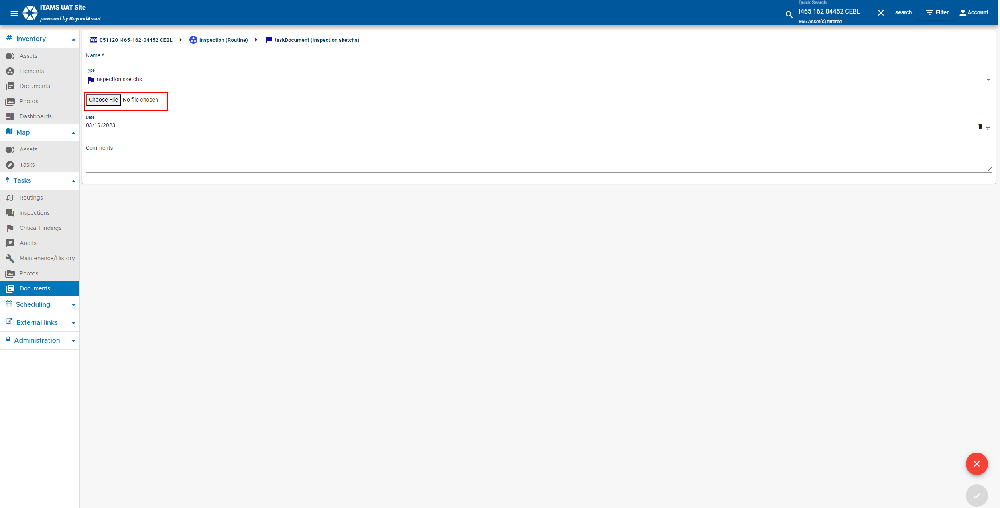 iTAMS UAT Site
powered by BeyondAsset
Quick Search
I465-162-04452 CEBL
866 Asset(s) filtered
search
Filter
Account
Inventory
Assets
Elements
Documents
Photos
Dashboards
Map
Assets
Tasks
Tasks
Routings
Inspections
Critical Findings
Audits
Maintenance/History
Photos
Documents
Scheduling
External links
Administration
051120 I465-162-04452 CEBL
Inspection (Routine)
taskDocument (Inspection sketchs)
Name *
Type
Inspection sketchs
Choose File No file chosen
Date
03/19/2023
Comments